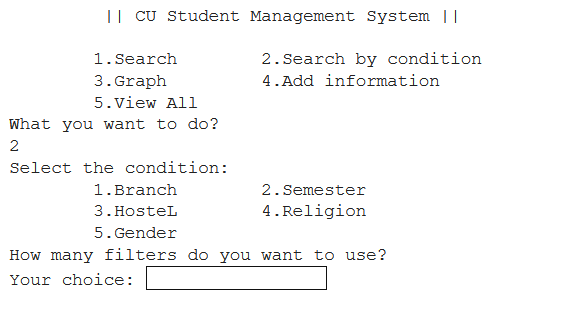 || CU Student Management System ||
1.Search 2.Search by condition
3.Graph 4.Add information
5.View All
What you want to do?
2
Select the condition:
1.Branch 2.Semester
3.HosteL 4.Religion
5.Gender
How many filters do you want to use?
Your choice: